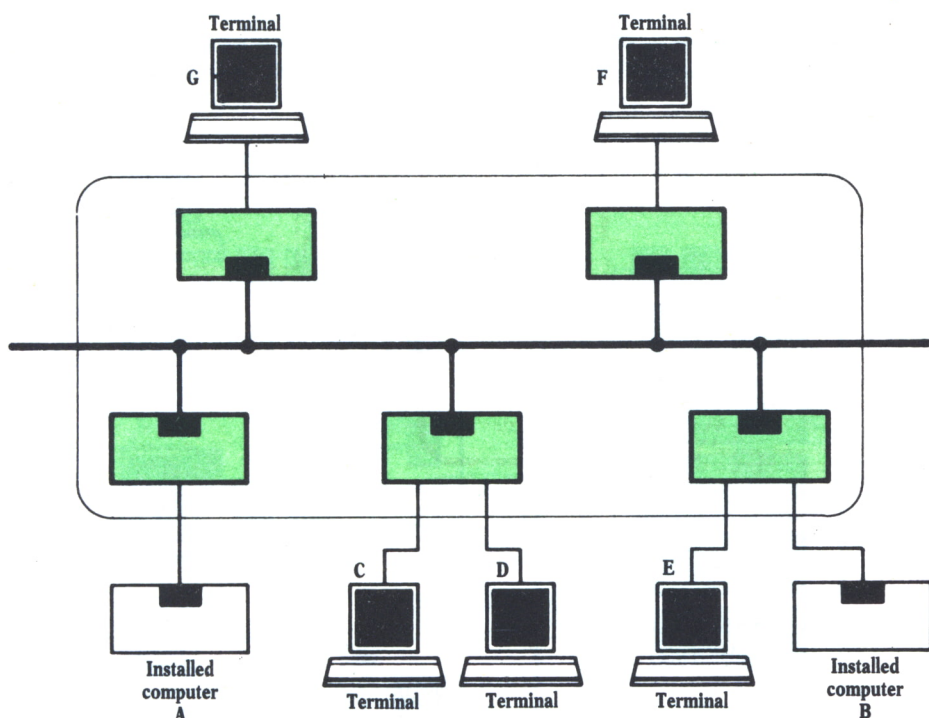 Terminal
G
Terminal
F
C
D
E
Installed
computer
A
Terminal
Terminal
Terminal
Installed
computer
B